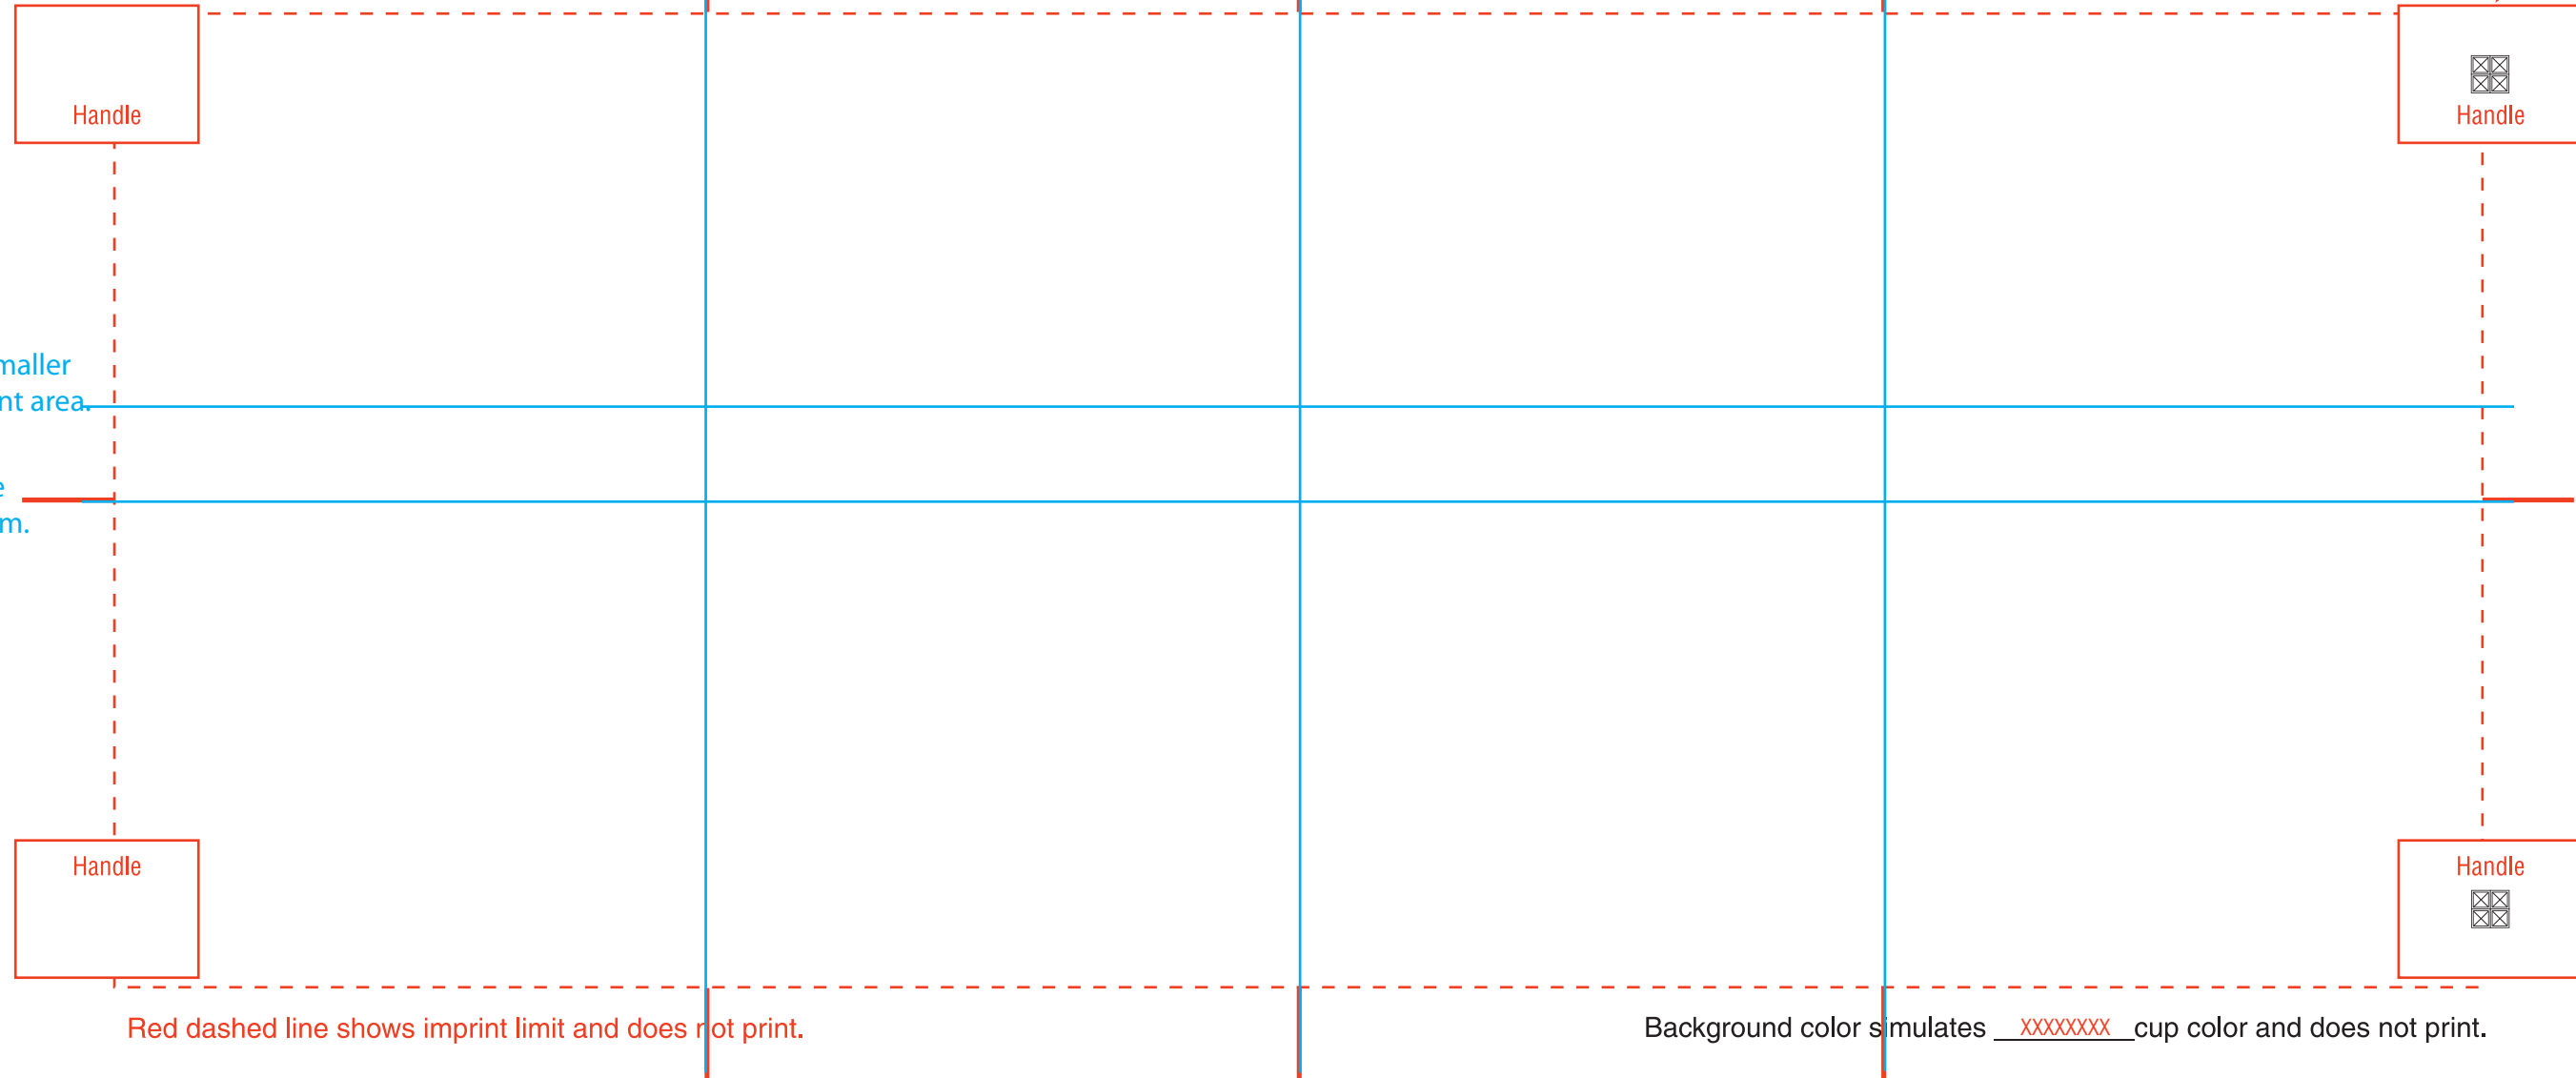 Handle
Handle
maller
nt area.
e
m.
Handle
Handle
Red dashed line shows imprint limit and does not print.
Background color simulates XXXXXXXX cup color and does not print.